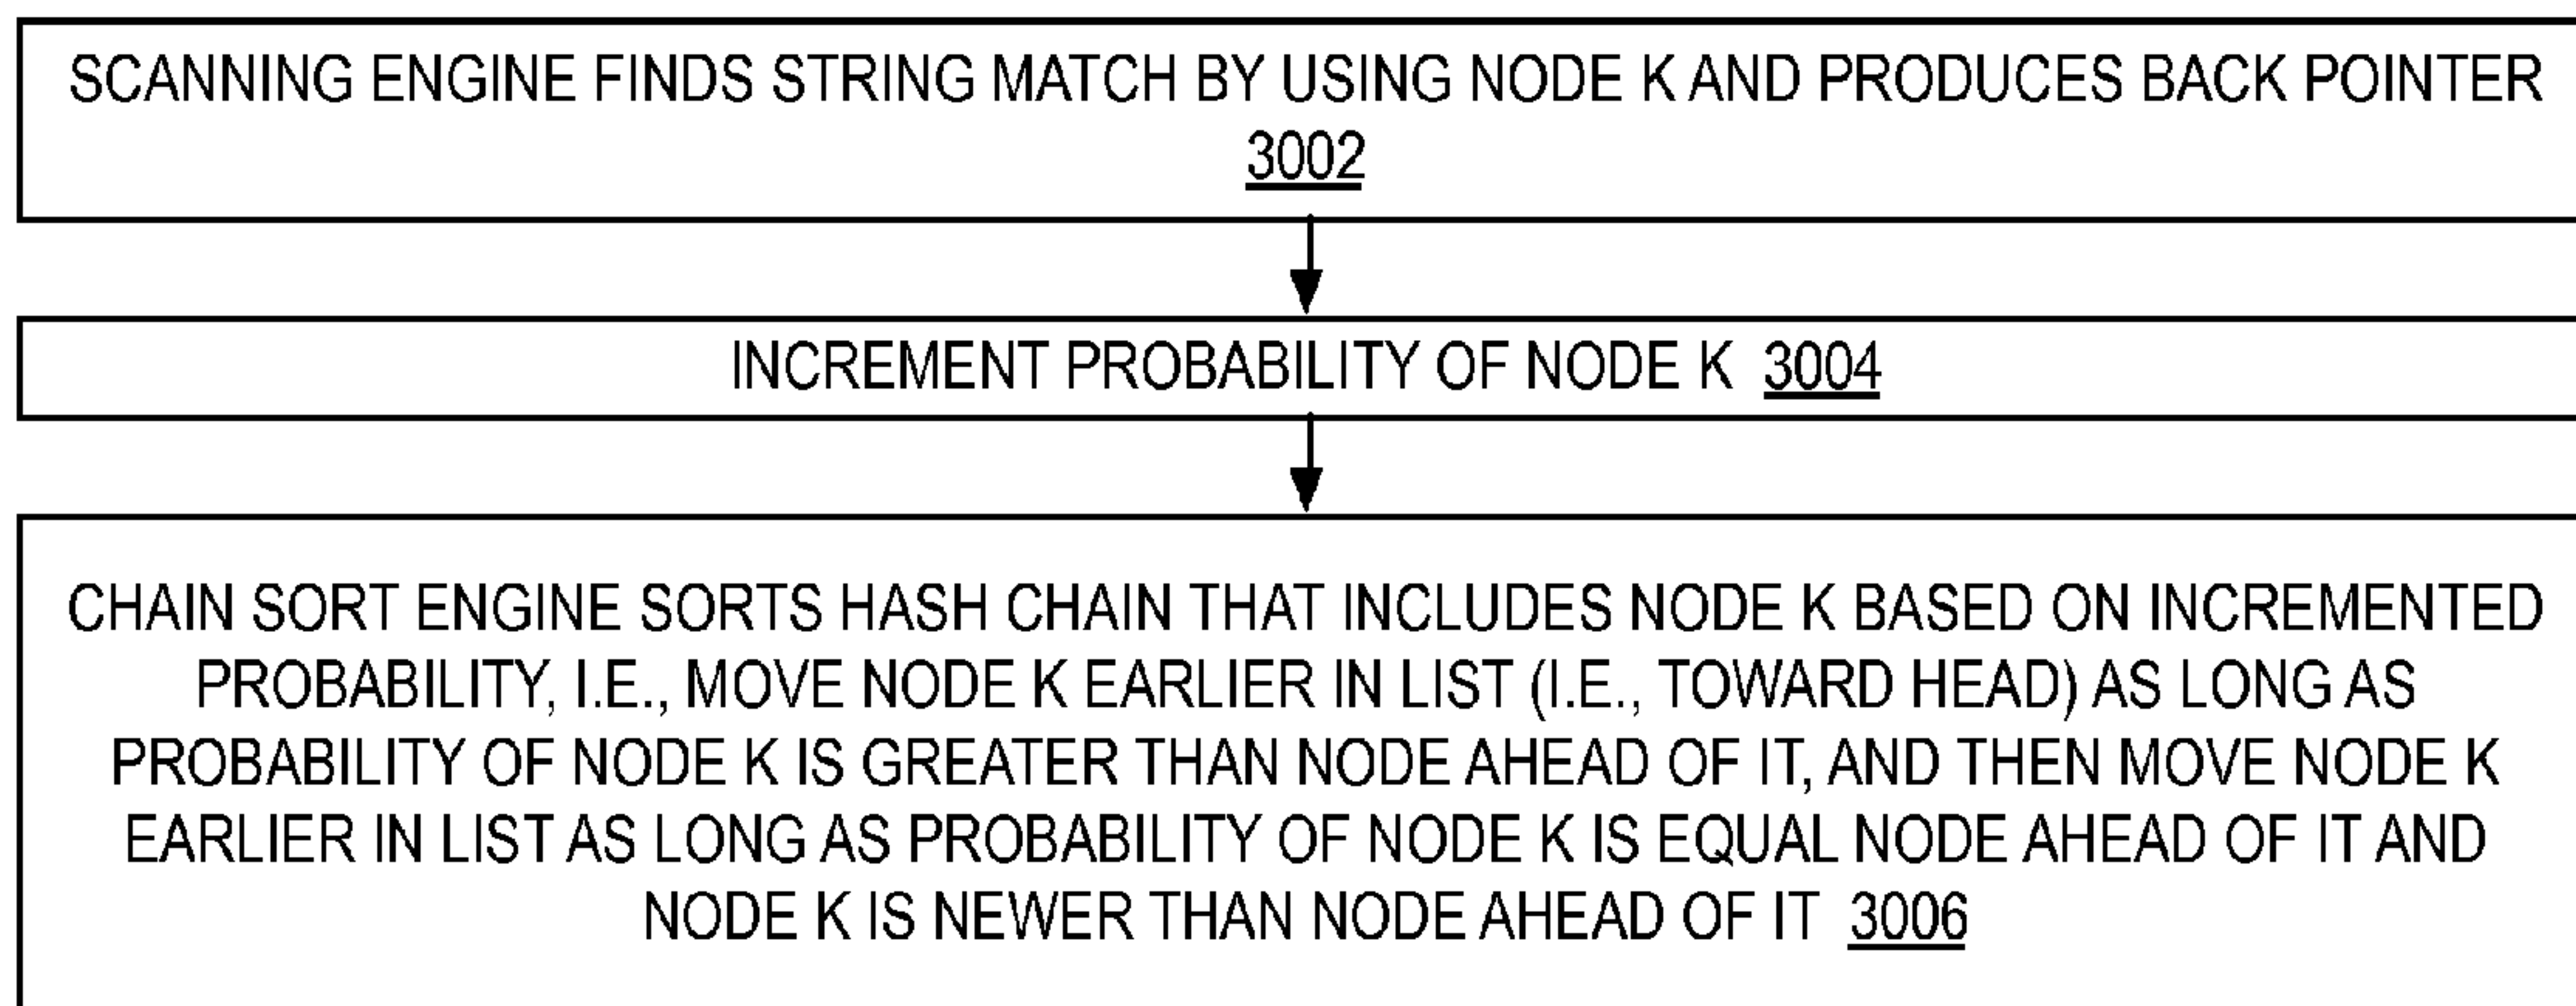 SCANNING ENGINE FINDS STRING MATCH BY USING NODE K AND PRODUCES BACK POINTER
3002
INCREMENT PROBABILITY OF NODE K 3004
CHAIN SORT ENGINE SORTS HASH CHAIN THAT INCLUDES NODE K BASED ON INCREMENTED
PROBABILITY, I.E., MOVE NODE K EARLIER IN LIST (I.E., TOWARD HEAD) AS LONG AS
PROBABILITY OF NODE K IS GREATER THAN NODE AHEAD OF IT, AND THEN MOVE NODE K
EARLIER IN LIST AS LONG AS PROBABILITY OF NODE K IS EQUAL NODE AHEAD OF IT AND
NODE K IS NEWER THAN NODE AHEAD OF IT 3006